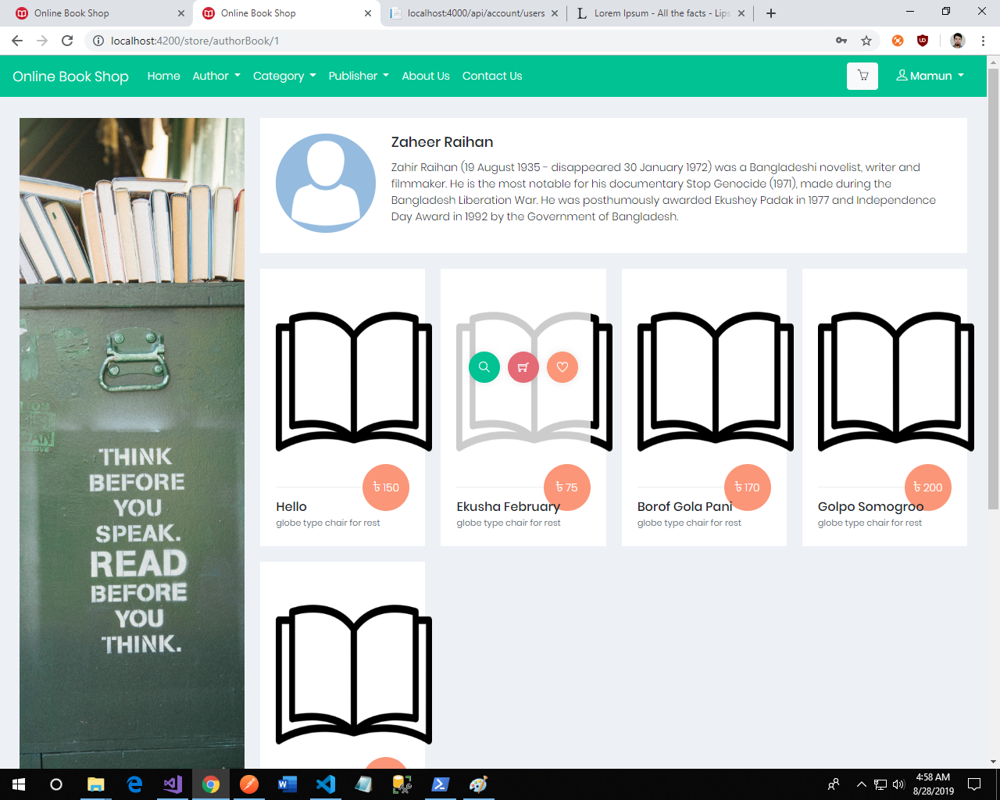 Online Book Shop
Online Book Shop
localhost:4000/api/account/users
Lorem Ipsum - All the facts - Lips
localhost:4200/store/authorBook/1
Online Book Shop
Home
Author
Category
Publisher
About Us
Contact Us
Mamun
THINK
BEFORE
YOU
SPEAK.
READ
BEFORE
YOU
THINK.
Zaheer Raihan
Zahir Raihan (19 August 1935 - disappeared 30 January 1972) was a Bangladeshi novelist, writer and
filmmaker. He is the most notable for his documentary Stop Genocide (1971), made during the
Bangladesh Liberation War. He was posthumously awarded Ekushey Padak in 1977 and Independence
Day Award in 1992 by the Government of Bangladesh.
৳ 150
Hello
globe type chair for rest
৳ 75
Ekusha February
globe type chair for rest
৳ 170
Borof Gola Pani
globe type chair for rest
৳ 200
Golpo Somogroo
globe type chair for rest
4:58 AM
8/28/2019